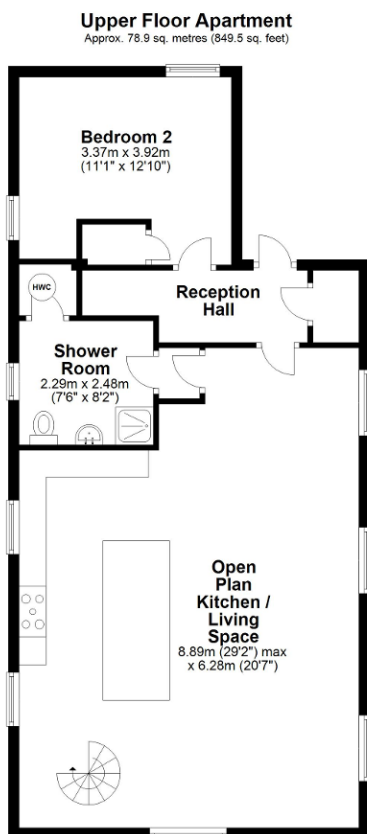 Upper Floor Apartment
Approx. 78.9 sq. metres (849.5 sq. feet)
Bedroom 2
3.37m x 3.92m
(11'1" x 12'10")
HWC
Reception
Hall
Shower
Room
2.29m x 2.48m
(7'6" x 8'2")
Open
Plan
Kitchen /
Living
Space
8.89m (29'2") max
x 6.28m (20'7")